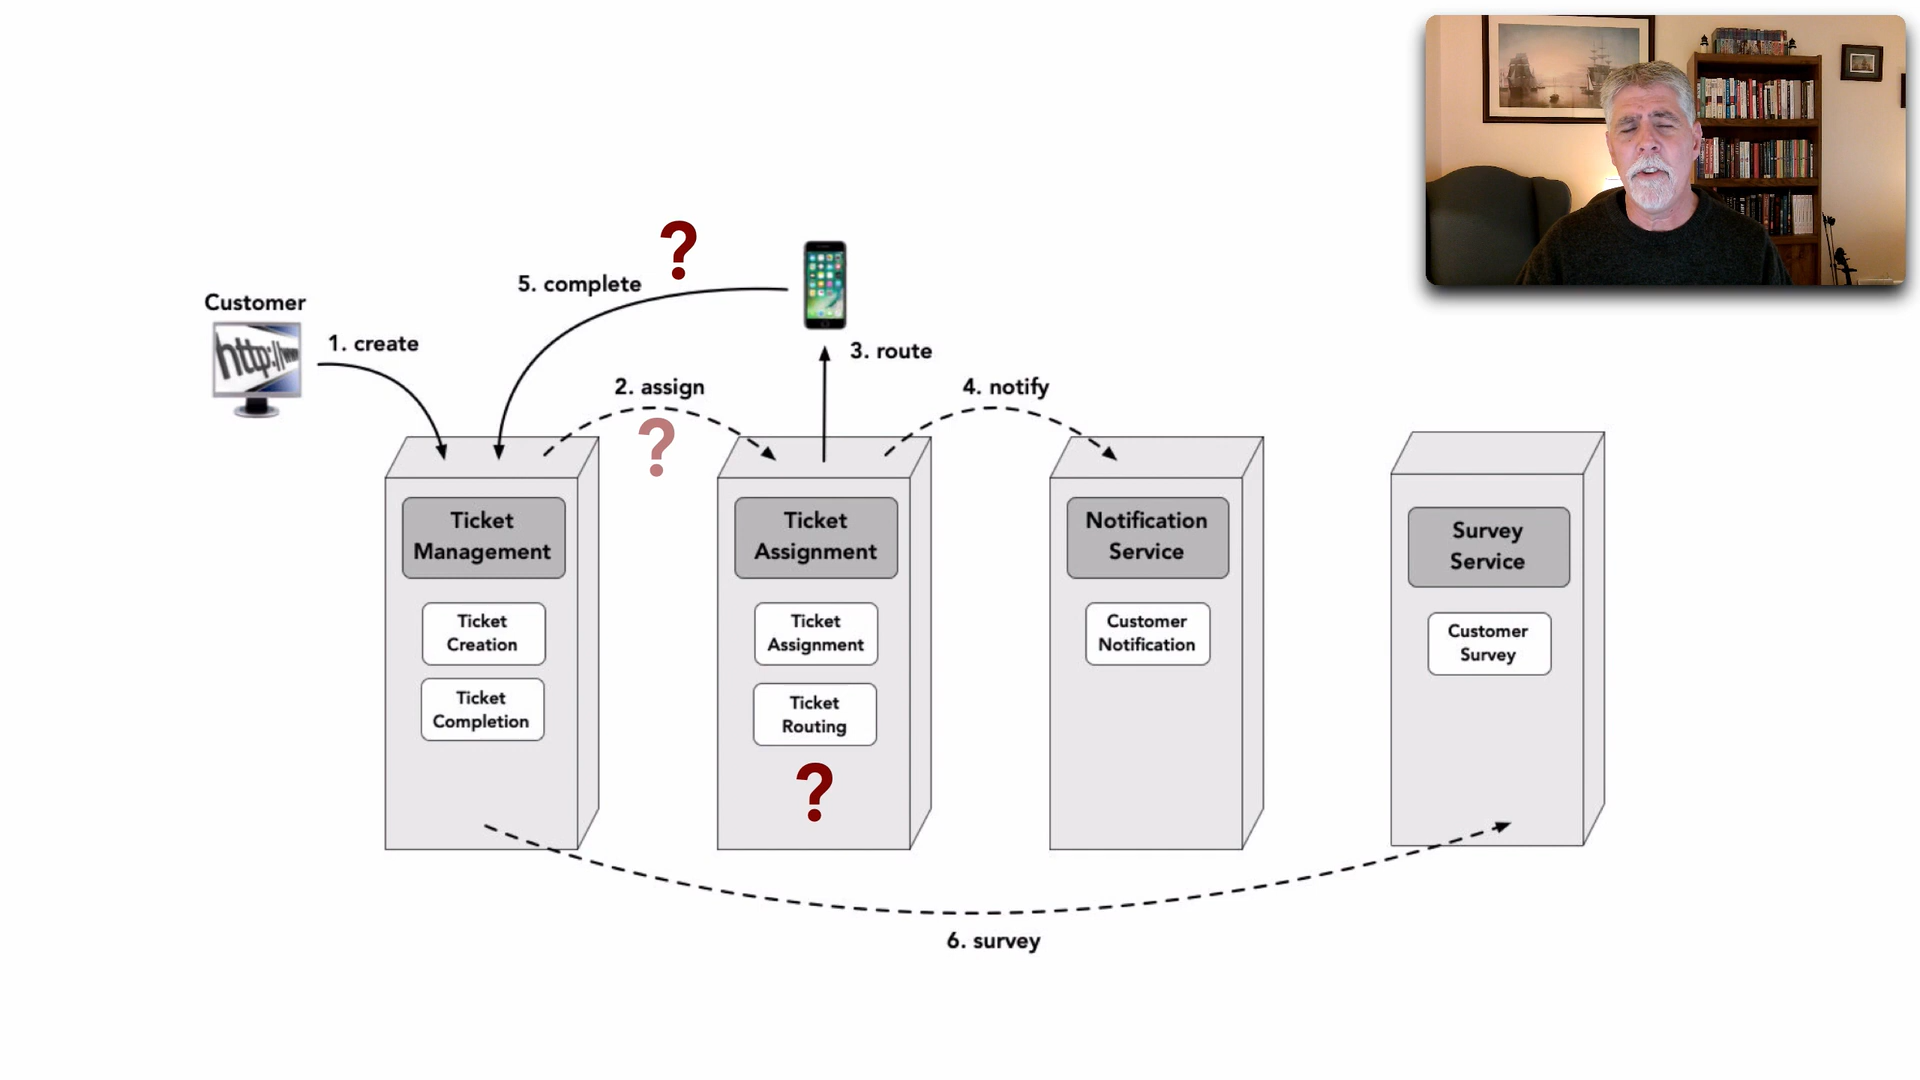 ?
5. complete
Customer
http://w
1. create
3. route
2. assign
4. notify
?
Ticket
Management
Ticket
Assignment
Notification
Service
Survey
Service
Ticket
Creation
Ticket
Assignment
Customer
Notification
Customer
Survey
Ticket
Completion
Ticket
Routing
?
6. survey